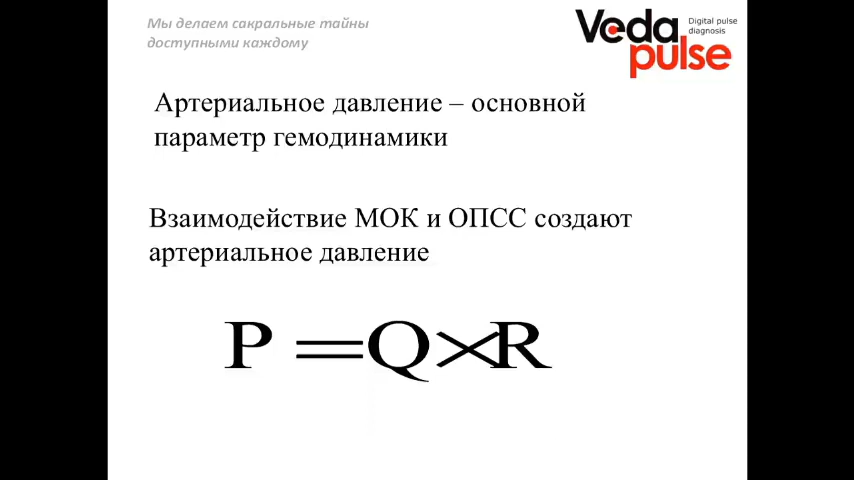 Мы делаем сакральные тайны
доступными каждому
Veda
pulse
Digital pulse
diagnosis
Артериальное давление – основной
параметр гемодинамики
Взаимодействие МОК и ОПСС создают
артериальное давление
P=Q×R